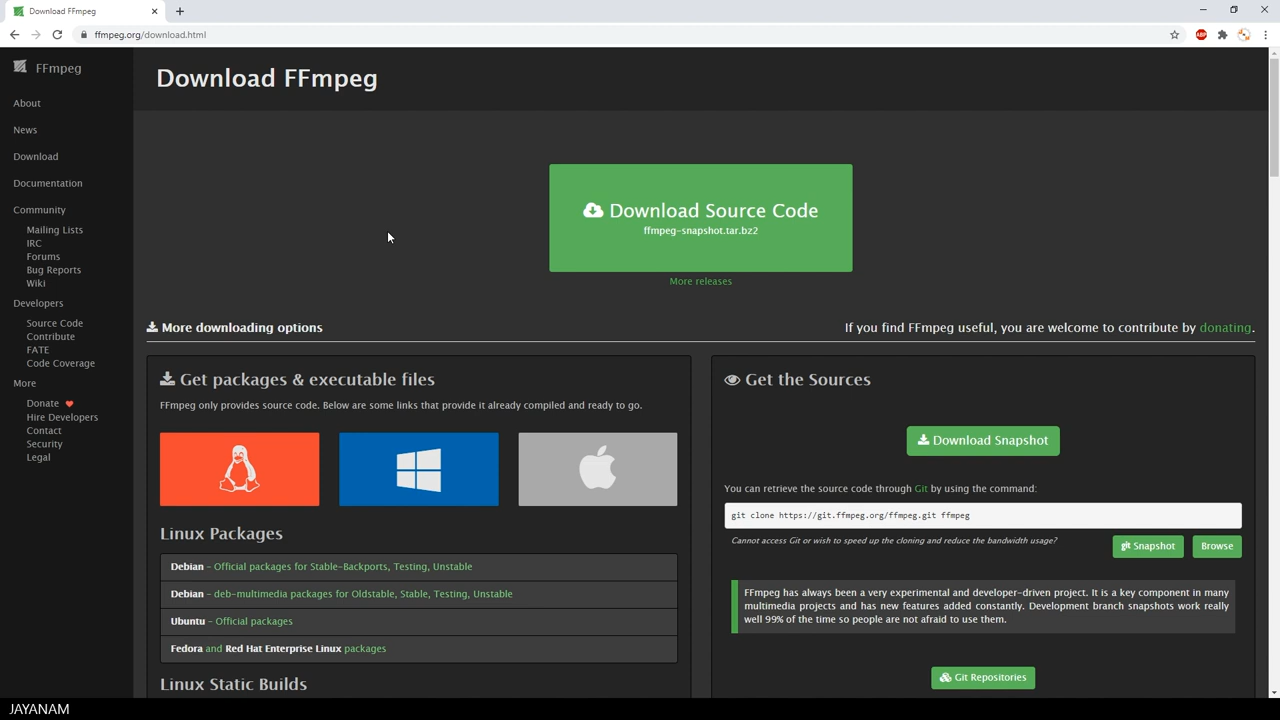 Download FFmpeg
ffmpeg.org/download.html
ABP
FFmpeg
About
News
Download
Documentation
Community
Mailing Lists
IRC
Forums
Bug Reports
Wiki
Developers
Source Code
Contribute
FATE
Code Coverage
More
Donate
Hire Developers
Contact
Security
Legal
Download FFmpeg
Download Source Code
ffmpeg-snapshot.tar.bz2
More releases
More downloading options
If you find FFmpeg useful, you are welcome to contribute by donating.
Get packages & executable files
FFmpeg only provides source code. Below are some links that provide it already compiled and ready to go.
Linux Packages
Debian – Official packages for Stable-Backports, Testing, Unstable
Debian – deb-multimedia packages for Oldstable, Stable, Testing, Unstable
Ubuntu – Official packages
Fedora and Red Hat Enterprise Linux packages
Linux Static Builds
Get the Sources
Download Snapshot
You can retrieve the source code through Git by using the command:
git clone https://git.ffmpeg.org/ffmpeg.git ffmpeg
Cannot access Git or wish to speed up the cloning and reduce the bandwidth usage?
git Snapshot
Browse
FFmpeg has always been a very experimental and developer-driven project. It is a key component in many
multimedia projects and has new features added constantly. Development branch snapshots work really
well 99% of the time so people are not afraid to use them.
Git Repositories
JAYANAM